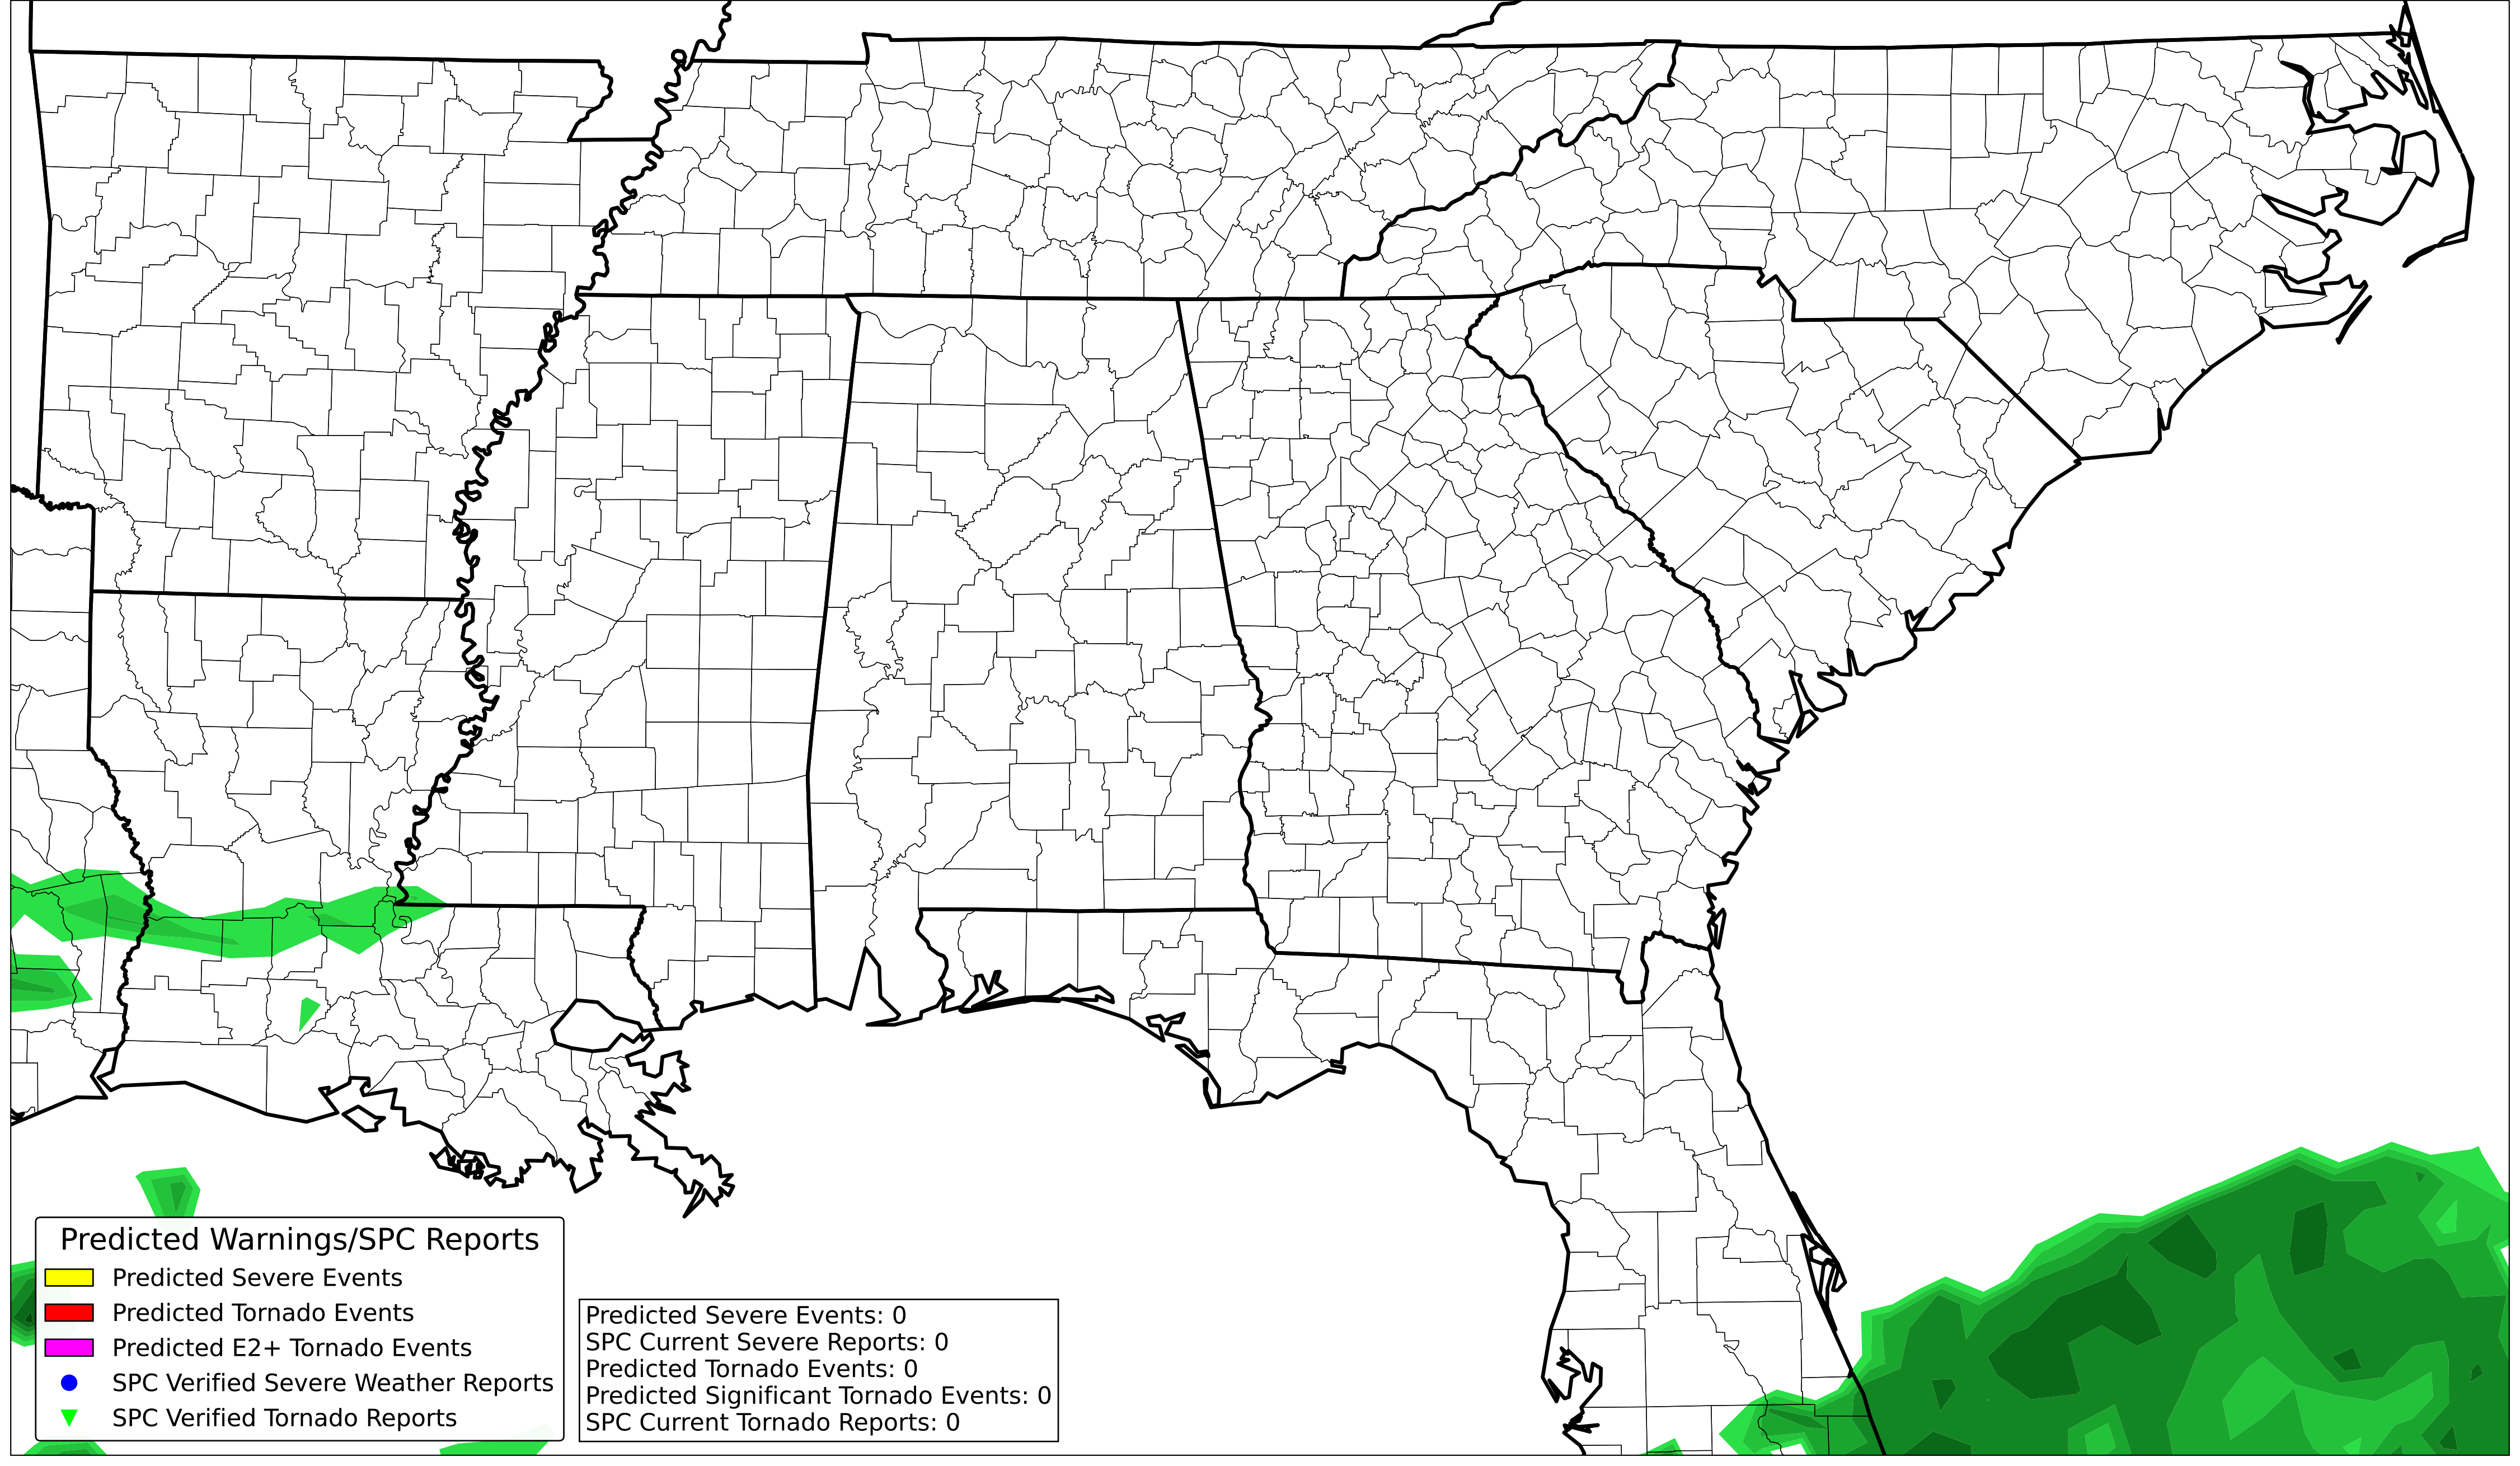 Predicted Warnings/SPC Reports
Predicted Severe Events
Predicted Tornado Events
Predicted E2+ Tornado Events
SPC Verified Severe Weather Reports
SPC Verified Tornado Reports
Predicted Severe Events: 0
SPC Current Severe Reports: 0
Predicted Tornado Events: 0
Predicted Significant Tornado Events: 0
SPC Current Tornado Reports: 0